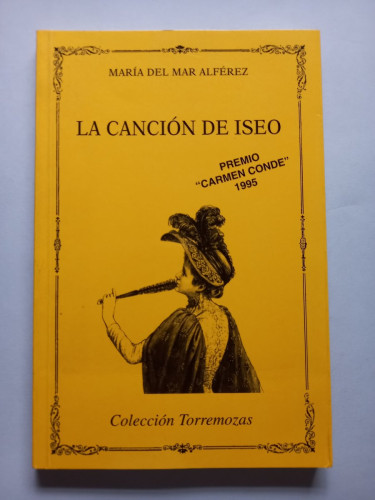 MARÍA DEL MAR ALFÉREZ
LA CANCIÓN DE ISEO
PREMIO
"CARMEN CONDE"
1995
Colección Torremozas